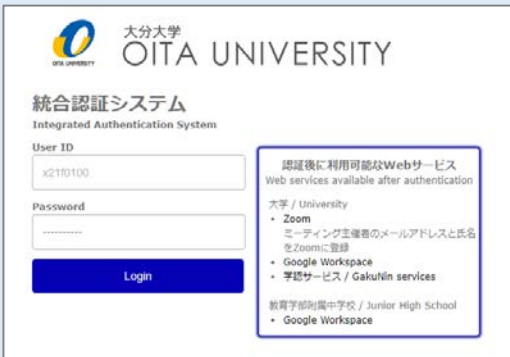 OITA UNIVERSITY
大分大学
OITA UNIVERSITY
統合認証システム
Integrated Authentication System
User ID
x21f0100
Password
----------
Login
認証後に利用可能なWebサービス
Web services available after authentication
大学 / University
• Zoom
ミーティング主催者のメールアドレスと氏名
をZoomに登録
• Google Workspace
• 学認サービス / GakuNin services
教育学部附属中学校 / Junior High School
• Google Workspace